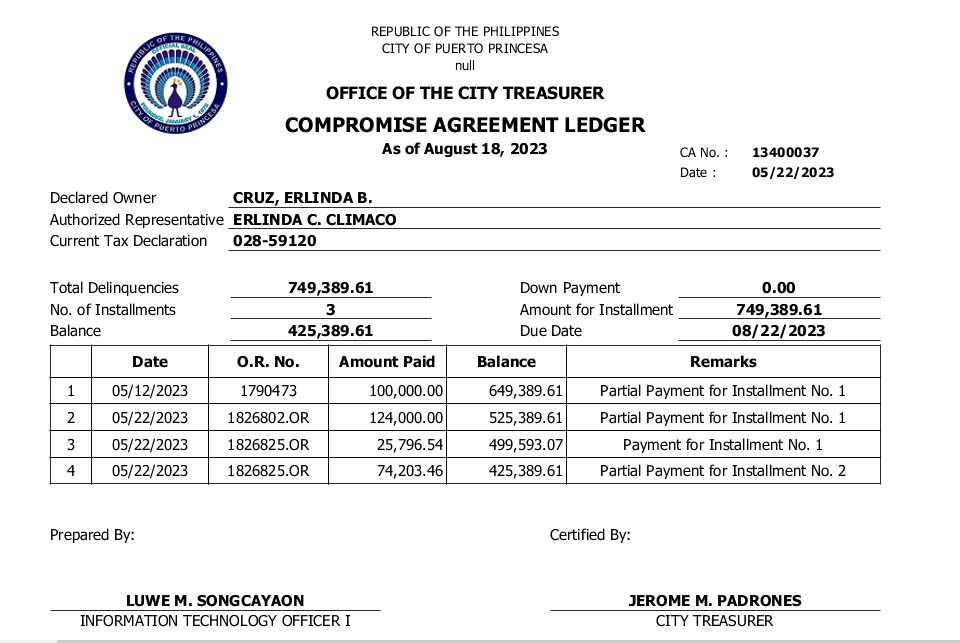 REPUBLIC OF THE PHILIPPINES
CITY OF PUERTO PRINCESA
null
REPUBLIC OF THE PHILIPPINES
OFFICIAL SEAL
CITY OF PUERTO PRINCESA
OFFICE OF THE CITY TREASURER
COMPROMISE AGREEMENT LEDGER
As of August 18, 2023
CA No. : 13400037
Date : 05/22/2023
Declared Owner CRUZ, ERLINDA B.
Authorized Representative ERLINDA C. CLIMACO
Current Tax Declaration 028-59120
Total Delinquencies 749,389.61 Down Payment 0.00
No. of Installments 3 Amount for Installment 749,389.61
Balance 425,389.61 Due Date 08/22/2023
Date O.R. No. Amount Paid Balance Remarks
1 05/12/2023 1790473 100,000.00 649,389.61 Partial Payment for Installment No. 1
2 05/22/2023 1826802.OR 124,000.00 525,389.61 Partial Payment for Installment No. 1
3 05/22/2023 1826825.OR 25,796.54 499,593.07 Payment for Installment No. 1
4 05/22/2023 1826825.OR 74,203.46 425,389.61 Partial Payment for Installment No. 2
Prepared By: Certified By:
LUWE M. SONGCAYAON JEROME M. PADRONES
INFORMATION TECHNOLOGY OFFICER I CITY TREASURER